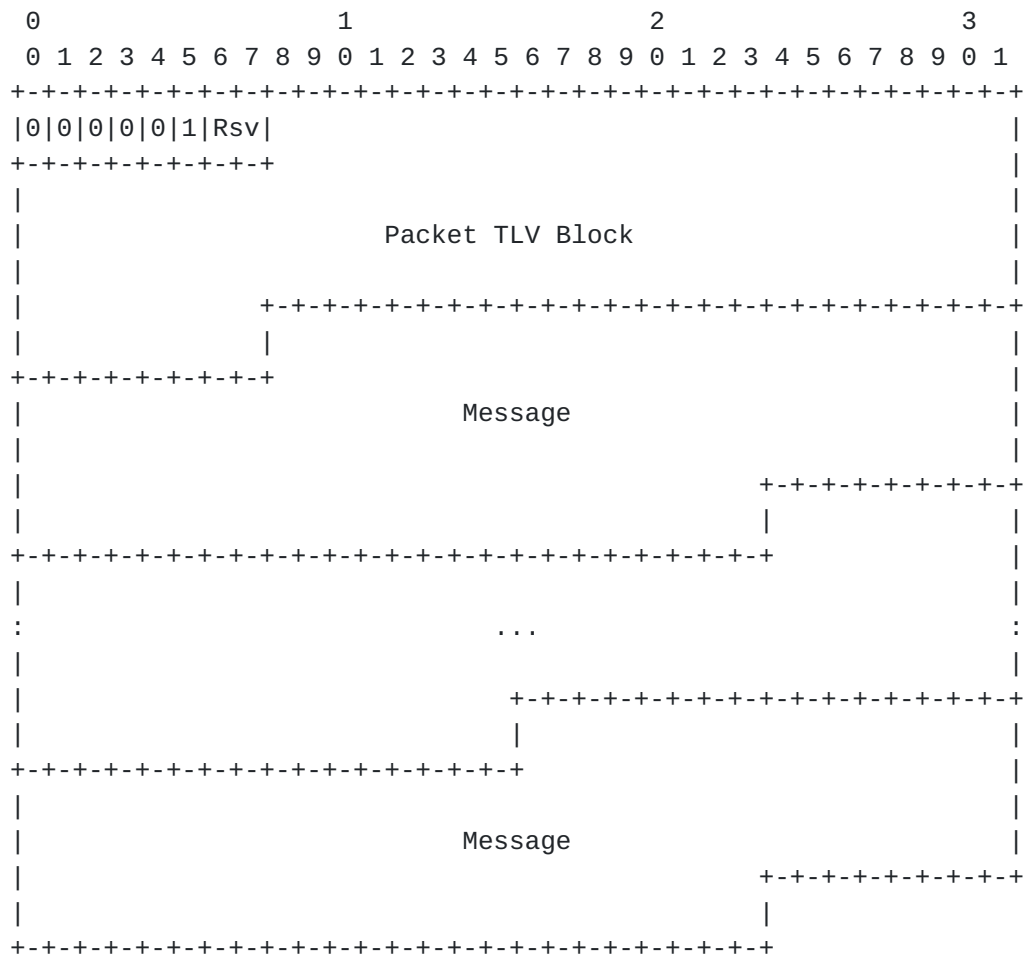 0                   1                   2                   3
 0 1 2 3 4 5 6 7 8 9 0 1 2 3 4 5 6 7 8 9 0 1 2 3 4 5 6 7 8 9 0 1
+-+-+-+-+-+-+-+-+-+-+-+-+-+-+-+-+-+-+-+-+-+-+-+-+-+-+-+-+-+-+-+-+
|0|0|0|0|0|1|Rsv|                                               |
+-+-+-+-+-+-+-+-+                                               |
|                                                               |
|                       Packet TLV Block                        |
|                                                               |
|               +-+-+-+-+-+-+-+-+-+-+-+-+-+-+-+-+-+-+-+-+-+-+-+-+
|               |                                               |
+-+-+-+-+-+-+-+-+                                               |
|                            Message                            |
|                                                               |
|                                               +-+-+-+-+-+-+-+-+
|                                               |               |
+-+-+-+-+-+-+-+-+-+-+-+-+-+-+-+-+-+-+-+-+-+-+-+-+               |
|                                                               |
:                              ...                              :
|                                                               |
|                               +-+-+-+-+-+-+-+-+-+-+-+-+-+-+-+-+
|                               |                               |
+-+-+-+-+-+-+-+-+-+-+-+-+-+-+-+-+                               |
|                                                               |
|                            Message                            |
|                                               +-+-+-+-+-+-+-+-+
|                                               |
+-+-+-+-+-+-+-+-+-+-+-+-+-+-+-+-+-+-+-+-+-+-+-+-+